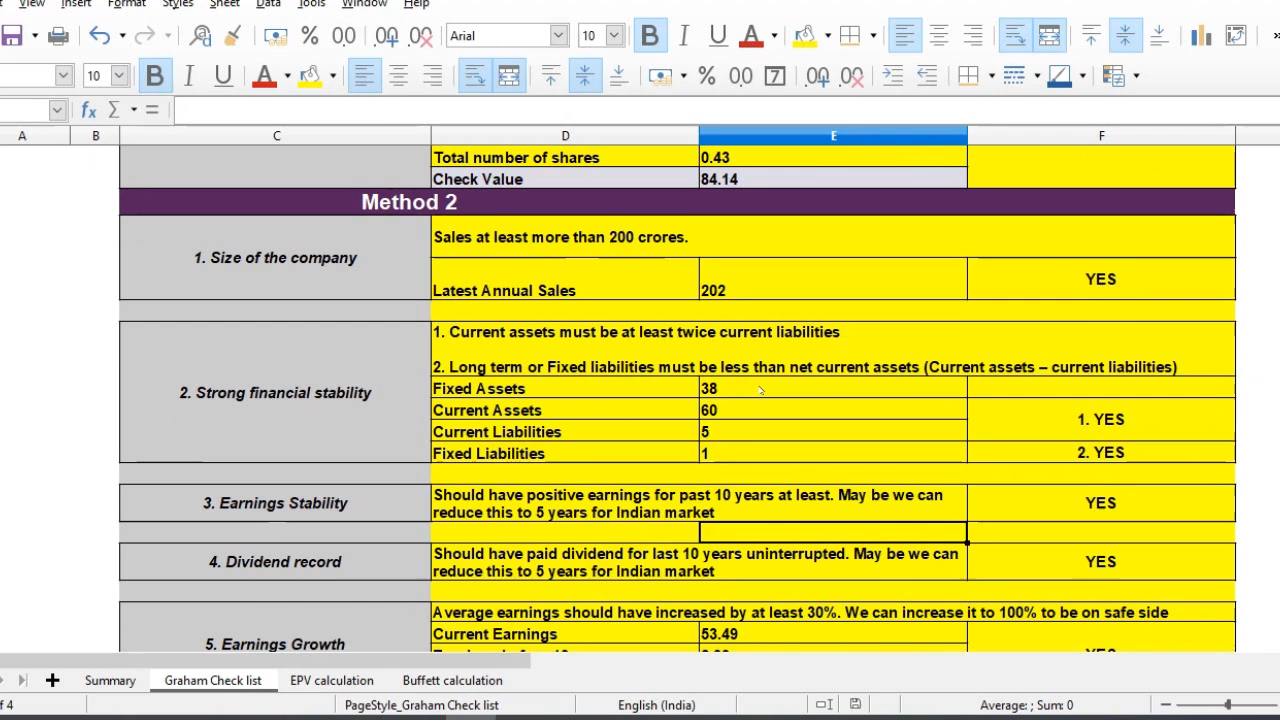 View Insert Format Styles Sheet Data Tools Window Help
Arial 10
10
A B C D E F
Total number of shares 0.43
Check Value 84.14
Method 2
1. Size of the company
Sales at least more than 200 crores.
Latest Annual Sales 202 YES
2. Strong financial stability
1. Current assets must be at least twice current liabilities
2. Long term or Fixed liabilities must be less than net current assets (Current assets – current liabilities)
Fixed Assets 38
Current Assets 60
1. YES
Current Liabilities 5
Fixed Liabilities 1 2. YES
3. Earnings Stability
Should have positive earnings for past 10 years at least. May be we can
reduce this to 5 years for Indian market
YES
4. Dividend record
Should have paid dividend for last 10 years uninterrupted. May be we can
reduce this to 5 years for Indian market
YES
5. Earnings Growth
Average earnings should have increased by at least 30%. We can increase it to 100% to be on safe side
Current Earnings 53.49
YES
Summary Graham Check list EPV calculation Buffett calculation
of 4 PageStyle_Graham Check list English (India) Average: ; Sum: 0